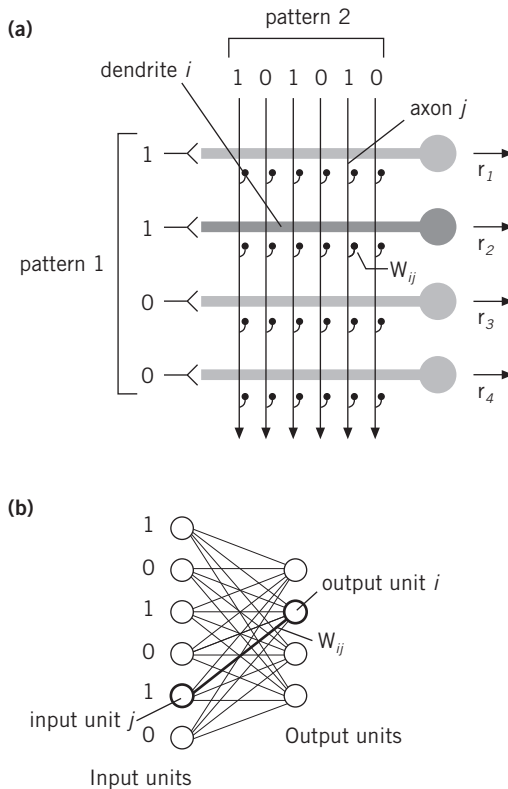 (a)
pattern 2
dendrite i
1 0 1 0 1 0
axon j
1
r1
1
r2
pattern 1
Wij
0
r3
0
r4
(b)
1
0
output unit i
1
Wij
0
1
input unit j
0
Output units
Input units